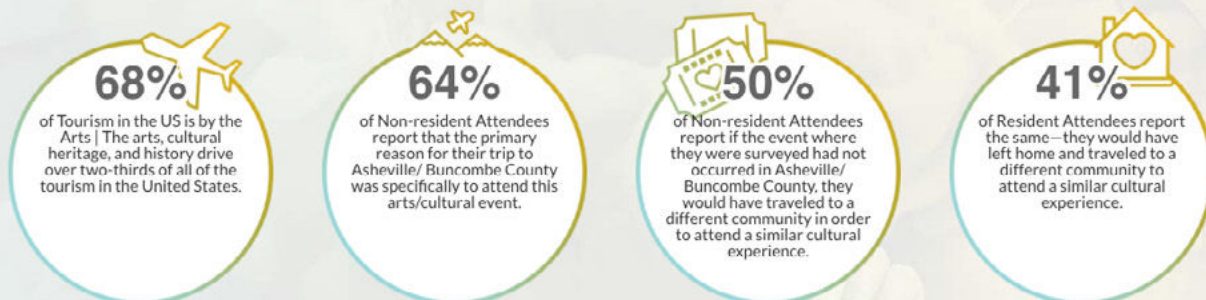 68%
of Tourism in the US is by the
Arts | The arts, cultural
heritage, and history drive
over two-thirds of all of the
tourism in the United States.
64%
of Non-resident Attendees
report that the primary
reason for their trip to
Asheville/ Buncombe County
was specifically to attend this
arts/cultural event.
50%
of Non-resident Attendees
report if the event where
they were surveyed had not
occurred in Asheville/
Buncombe County, they
would have traveled to a
different community in order
to attend a similar cultural
experience.
41%
of Resident Attendees report
the same—they would have
left home and traveled to a
different community to
attend a similar cultural
experience.